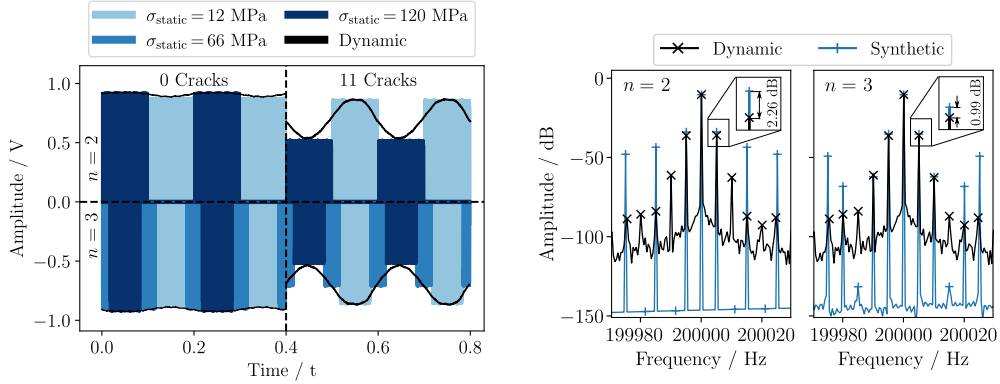 σstatic = 12 MPa
σstatic = 66 MPa
σstatic = 120 MPa
Dynamic
0 Cracks
11 Cracks
1.0
0.5
0.0
−0.5
−1.0
Amplitude / V
n = 2
n = 3
0.0 0.2 0.4 0.6 0.8
Time / t
Dynamic
Synthetic
n = 2
2.26 dB
0
−50
−100
−150
Amplitude / dB
199980 200000 200020
Frequency / Hz
n = 3
0.99 dB
199980 200000 200020
Frequency / Hz